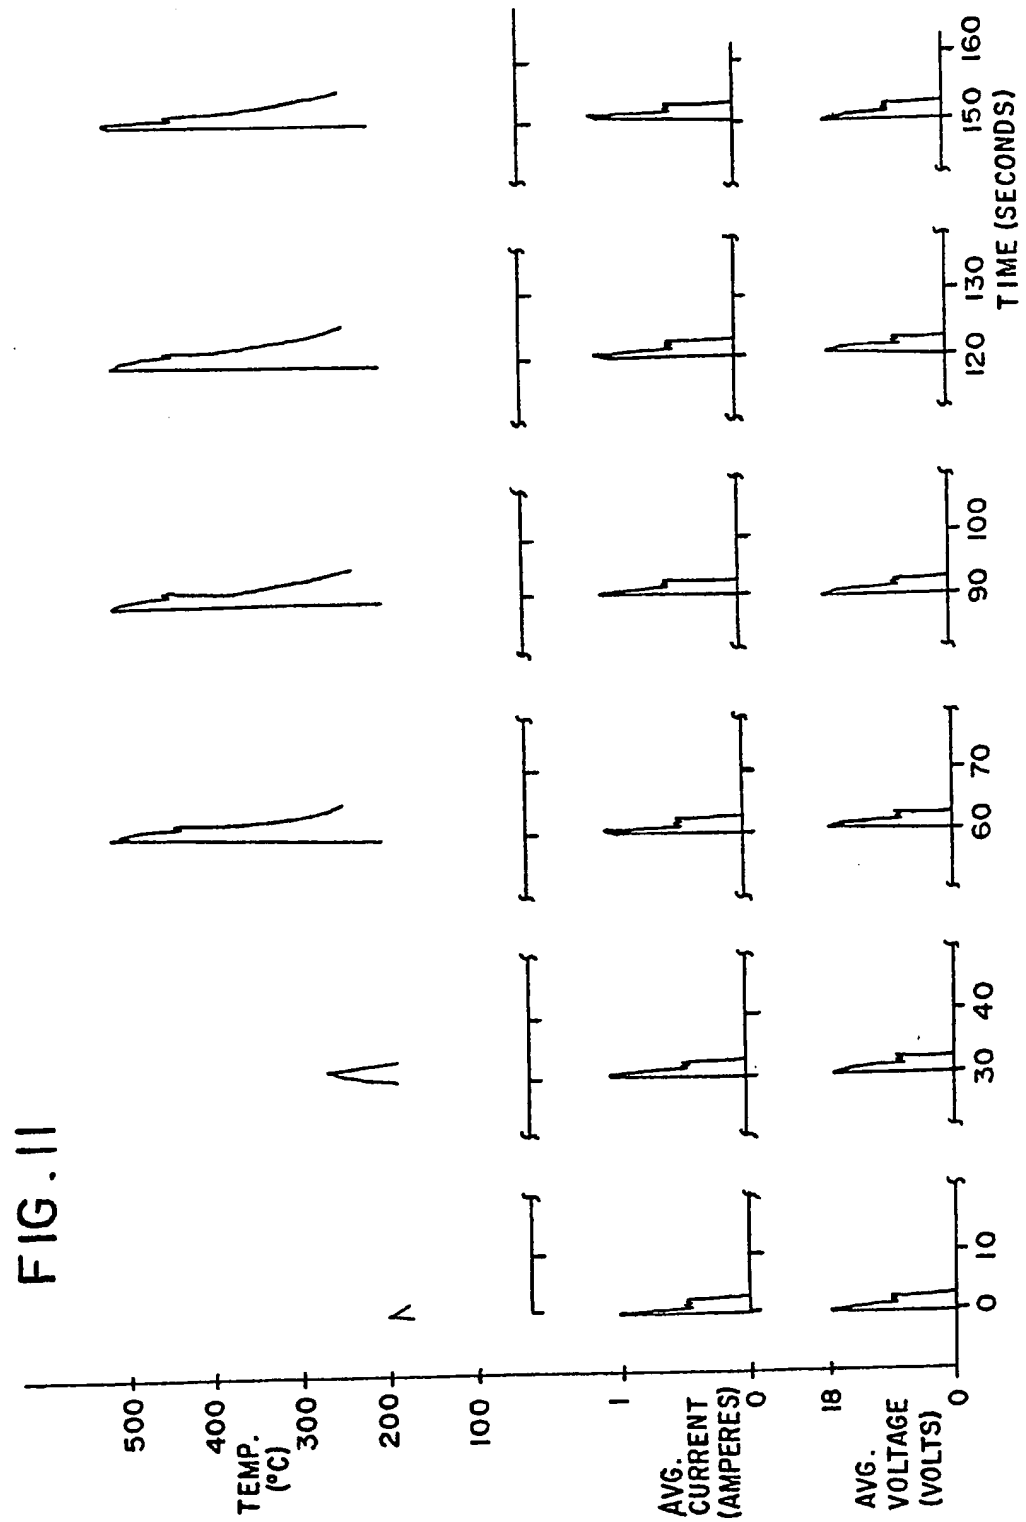 FIG. 11
500
400
300
200
100
TEMP.
(°C)
1
0
AVG.
CURRENT
(AMPERES)
18
0
AVG.
VOLTAGE
(VOLTS)
0 10 30 40 60 70 90 100 120 130 150 160
TIME (SECONDS)